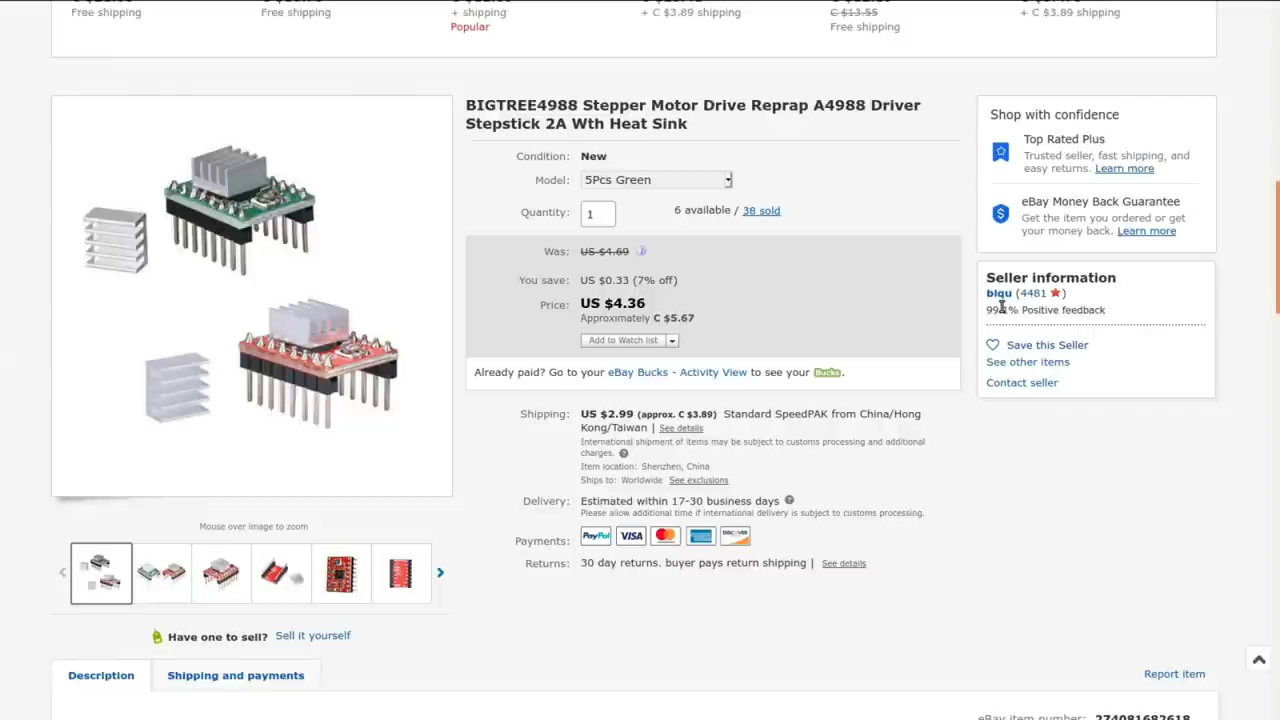 Free shipping
Free shipping
+ shipping
Popular
+ C $3.89 shipping
C $13.55
Free shipping
+ C $3.89 shipping
BIGTREE4988 Stepper Motor Drive Reprap A4988 Driver
Stepstick 2A Wth Heat Sink
Condition: New
Model: 5Pcs Green
Quantity: 1
6 available / 38 sold
Was: US $4.69
You save: US $0.33 (7% off)
Price: US $4.36
Approximately C $5.67
Add to Watch list
Already paid? Go to your eBay Bucks - Activity View to see your Bucks.
Shipping: US $2.99 (approx. C $3.89) Standard SpeedPAK from China/Hong
Kong/Taiwan | See details
International shipment of items may be subject to customs processing and additional
charges.
Item location: Shenzhen, China
Ships to: Worldwide See exclusions
Delivery: Estimated within 17-30 business days
Please allow additional time if international delivery is subject to customs processing.
Payments: PayPal VISA MasterCard DISCOVER
Returns: 30 day returns. buyer pays return shipping | See details
Shop with confidence
Top Rated Plus
Trusted seller, fast shipping, and
easy returns. Learn more
eBay Money Back Guarantee
Get the item you ordered or get
your money back. Learn more
Seller information
biqu (4481)
Positive feedback
Save this Seller
See other items
Contact seller
Mouse over image to zoom
Have one to sell? Sell it yourself
Description
Shipping and payments
Report item
eBay item number: 274081682618